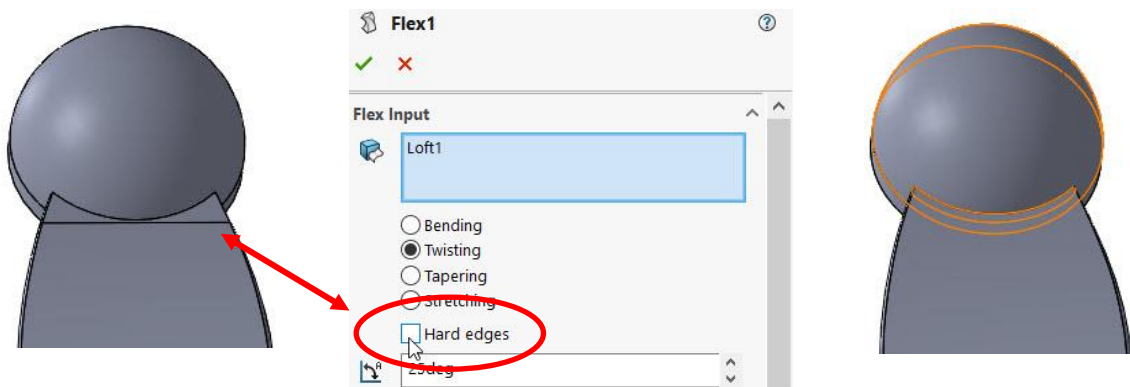 Flex1
Flex Input
Loft1
Bending
Twisting
Tapering
Stretching
Hard edges
25deg